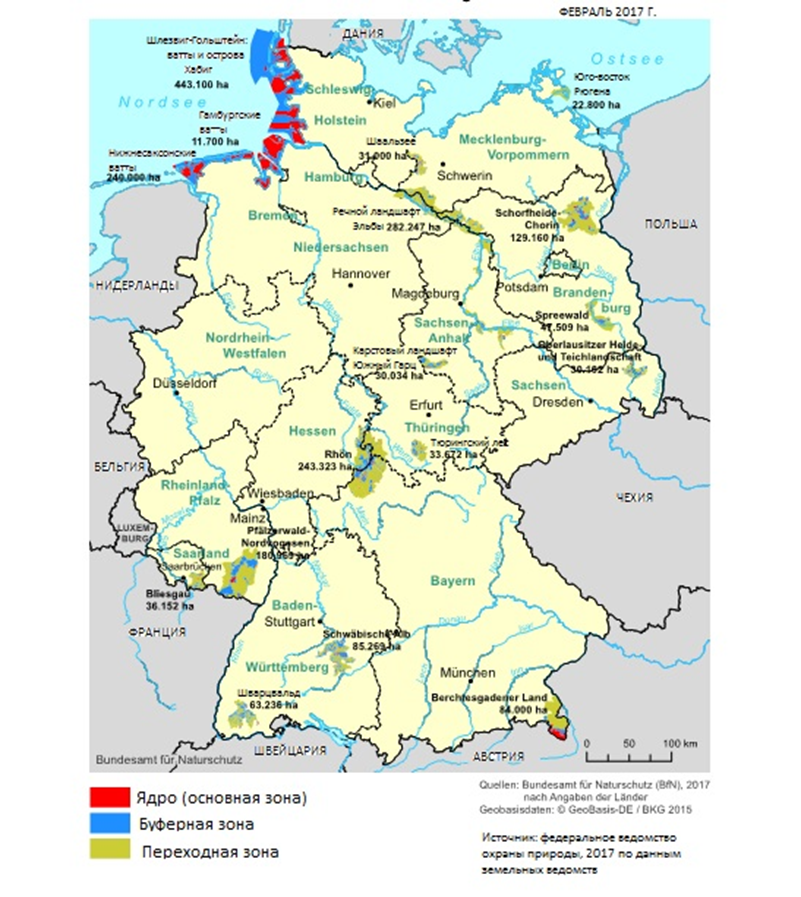 ФЕВРАЛЬ 2017 Г.
ДАНИЯ
Шлезвиг-Гольштейн:
ватты и острова
Хабиг
443.100 ha
Ostsee
Юго-восток
Рюгена
22.800 ha
Nordsee
Schleswig-
Kiel
Holstein
Гамбургские
ватты
11.700 ha
Mecklenburg-
Vorpommern
Шаальзее
31.000 ha
Нижнесаксонские
ватты
240.000 ha
Hamburg
Schwerin
Речной ландшафт
Эльбы 282.247 ha
Schorfheide-
Chorin
129.160 ha
ПОЛЬША
Bremen
Niedersachsen
Berlin
Hannover
НИДЕРЛАНДЫ
Magdeburg
Potsdam
Branden-
burg
Spreewald
47.509 ha
Sachsen-
Anhalt
Nordrhein-
Westfalen
Карстовый ландшафт
Южный Гарц
30.034 ha
Oberlausitzer Heide-
und Teichlandschaft
30.102 ha
Düsseldorf
Sachsen
Dresden
Erfurt
Hessen
Thüringen
Тюрингский лес
33.672 ha
Rhön
243.323 ha
БЕЛЬГИЯ
Rheinland-
Pfalz
Wiesbaden
Mainz
ЧЕХИЯ
LUXEM-
BURG
Pfälzerwald-
Nordvogesen
Saarland
Saarbrücken
Bliesgau
36.152 ha
Bayern
Baden-
Stuttgart
ФРАНЦИЯ
Schwäbische Alb
85.269 ha
Württemberg
München
Шварцвальд
63.236 ha
Berchtesgadener Land
84.000 ha
ШВЕЙЦАРИЯ
АВСТРИЯ
0 50 100 km
Bundesamt für Naturschutz
Ядро (основная зона)
Буферная зона
Переходная зона
Quellen: Bundesamt für Naturschutz (BfN), 2017
nach Angaben der Länder
Geobasisdaten: © GeoBasis-DE / BKG 2015
Источник: федеральное ведомство
охраны природы, 2017 по данным
земельных ведомств